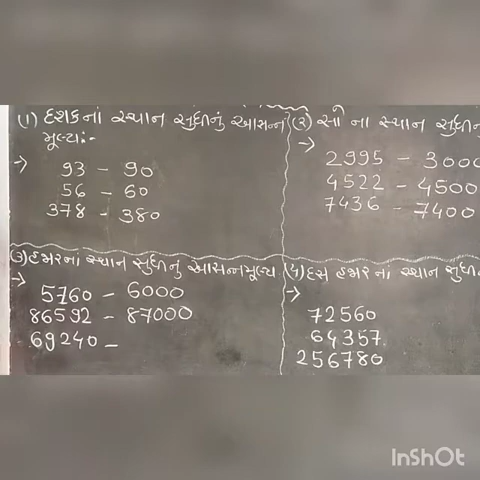 (૧) દશકનાં સ્થાન સુધીનું આસન્ન
મૂલ્ય:-
→ 93 - 90
56 - 60
378 - 380
(૨) સો ના સ્થાન સુધીનુ
→ 2995 - 3000
4522 - 4500
7436 - 7400
(૩) હજારનાં સ્થાન સુધીનું આસન્નમૂલ્ય
→ 5760 - 6000
86592 - 87000
69240 -
(૪) દસ હજારનાં સ્થાન સુધીનુ
→ 72560
64357
256780
InShOt